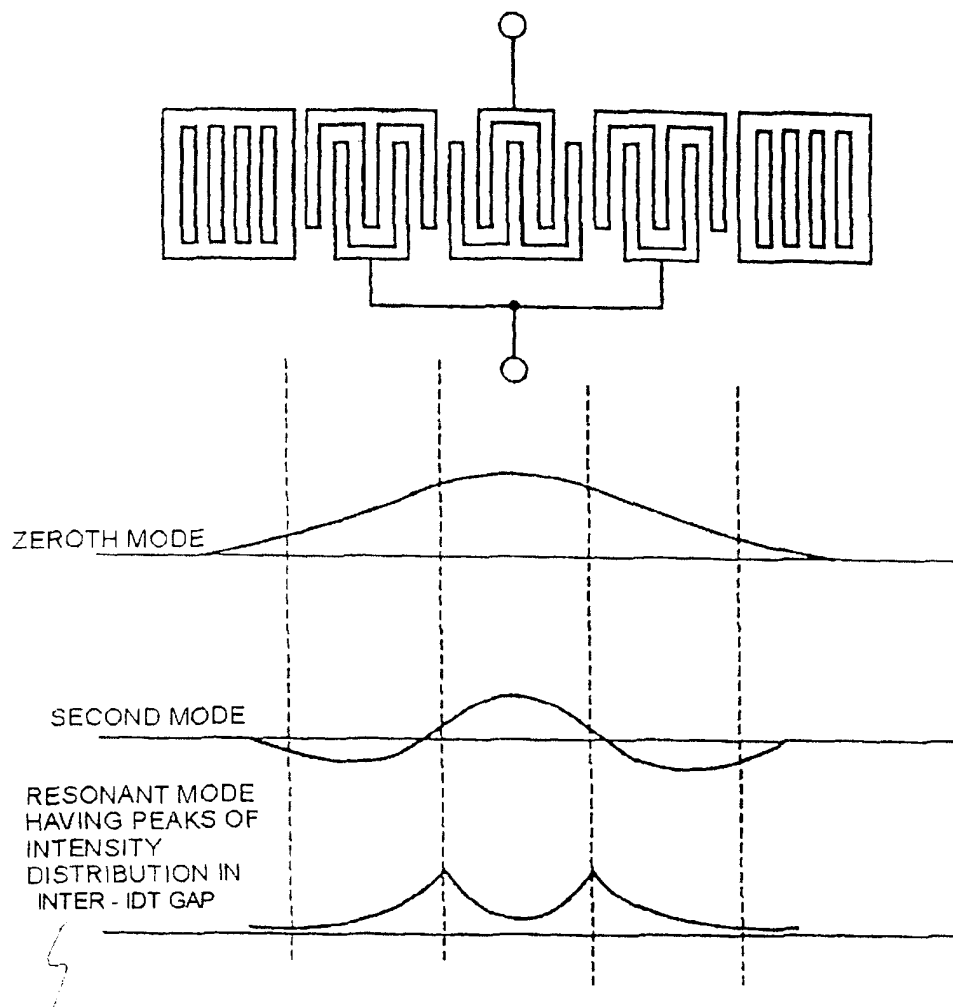 ZEROTH MODE
SECOND MODE
RESONANT MODE
HAVING PEAKS OF
INTENSITY
DISTRIBUTION IN
INTER - IDT GAP